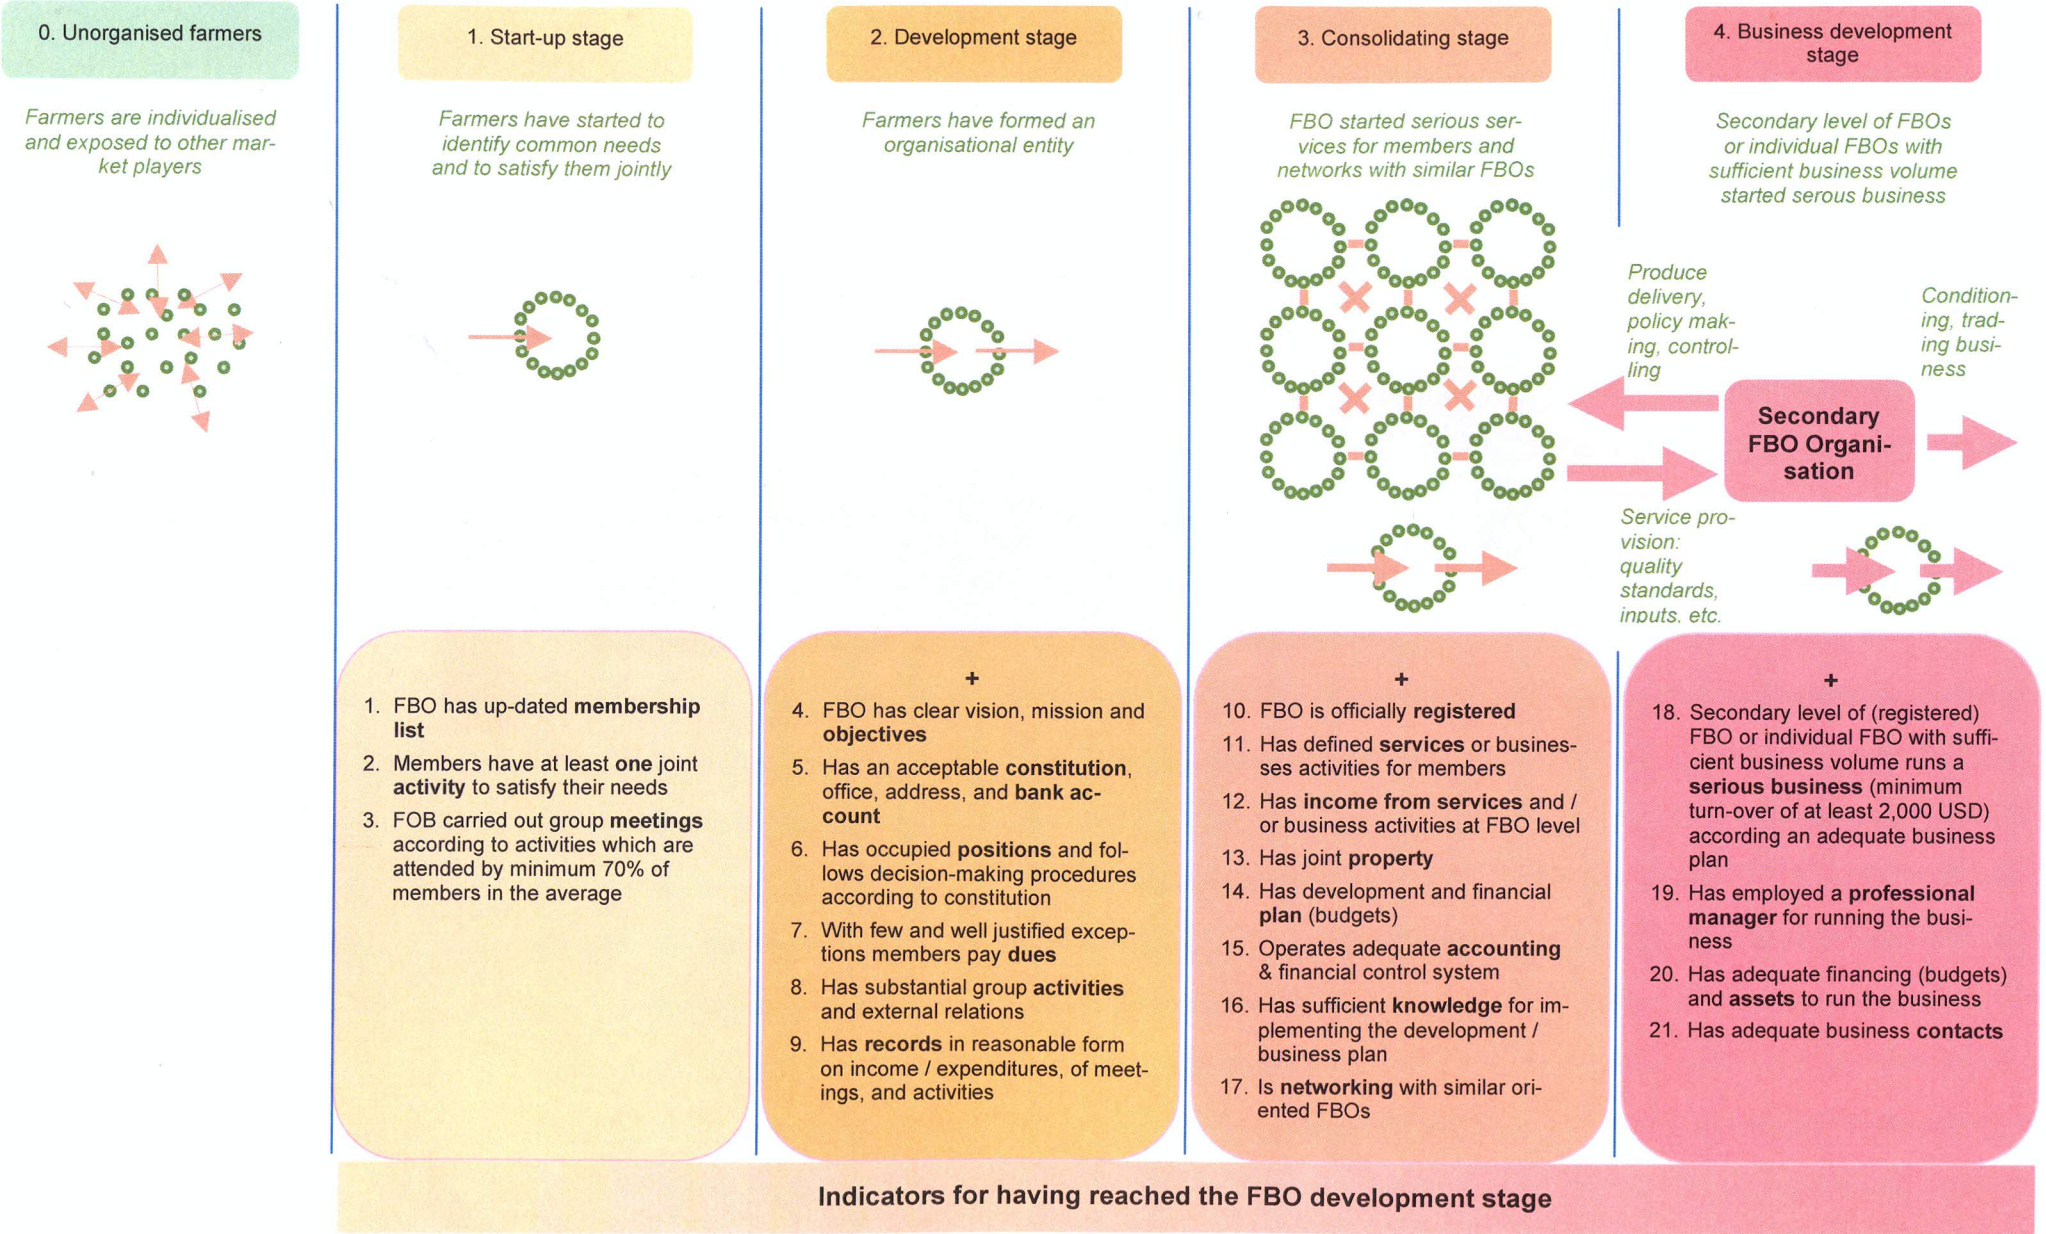 0. Unorganised farmers
Farmers are individualised
and exposed to other mar-
ket players
1. Start-up stage
Farmers have started to
identify common needs
and to satisfy them jointly
2. Development stage
Farmers have formed an
organisational entity
3. Consolidating stage
FBO started serious ser-
vices for members and
networks with similar FBOs
4. Business development
stage
Secondary level of FBOs
or individual FBOs with
sufficient business volume
started serous business
Produce
delivery,
policy mak-
ing, control-
ling
Condition-
ing, trad-
ing busi-
ness
Secondary
FBO Organi-
sation
Service pro-
vision:
quality
standards,
inputs, etc.
1. FBO has up-dated membership
list
2. Members have at least one joint
activity to satisfy their needs
3. FOB carried out group meetings
according to activities which are
attended by minimum 70% of
members in the average
+
4. FBO has clear vision, mission and
objectives
5. Has an acceptable constitution,
office, address, and bank ac-
count
6. Has occupied positions and fol-
lows decision-making procedures
according to constitution
7. With few and well justified excep-
tions members pay dues
8. Has substantial group activities
and external relations
9. Has records in reasonable form
on income / expenditures, of meet-
ings, and activities
+
10. FBO is officially registered
11. Has defined services or business-
ses activities for members
12. Has income from services and /
or business activities at FBO level
13. Has joint property
14. Has development and financial
plan (budgets)
15. Operates adequate accounting
& financial control system
16. Has sufficient knowledge for im-
plementing the development /
business plan
17. Is networking with similar ori-
ented FBOs
+
18. Secondary level of (registered)
FBO or individual FBO with suffi-
cient business volume runs a
serious business (minimum
turn-over of at least 2,000 USD)
according an adequate business
plan
19. Has employed a professional
manager for running the busi-
ness
20. Has adequate financing (budgets)
and assets to run the business
21. Has adequate business contacts
Indicators for having reached the FBO development stage